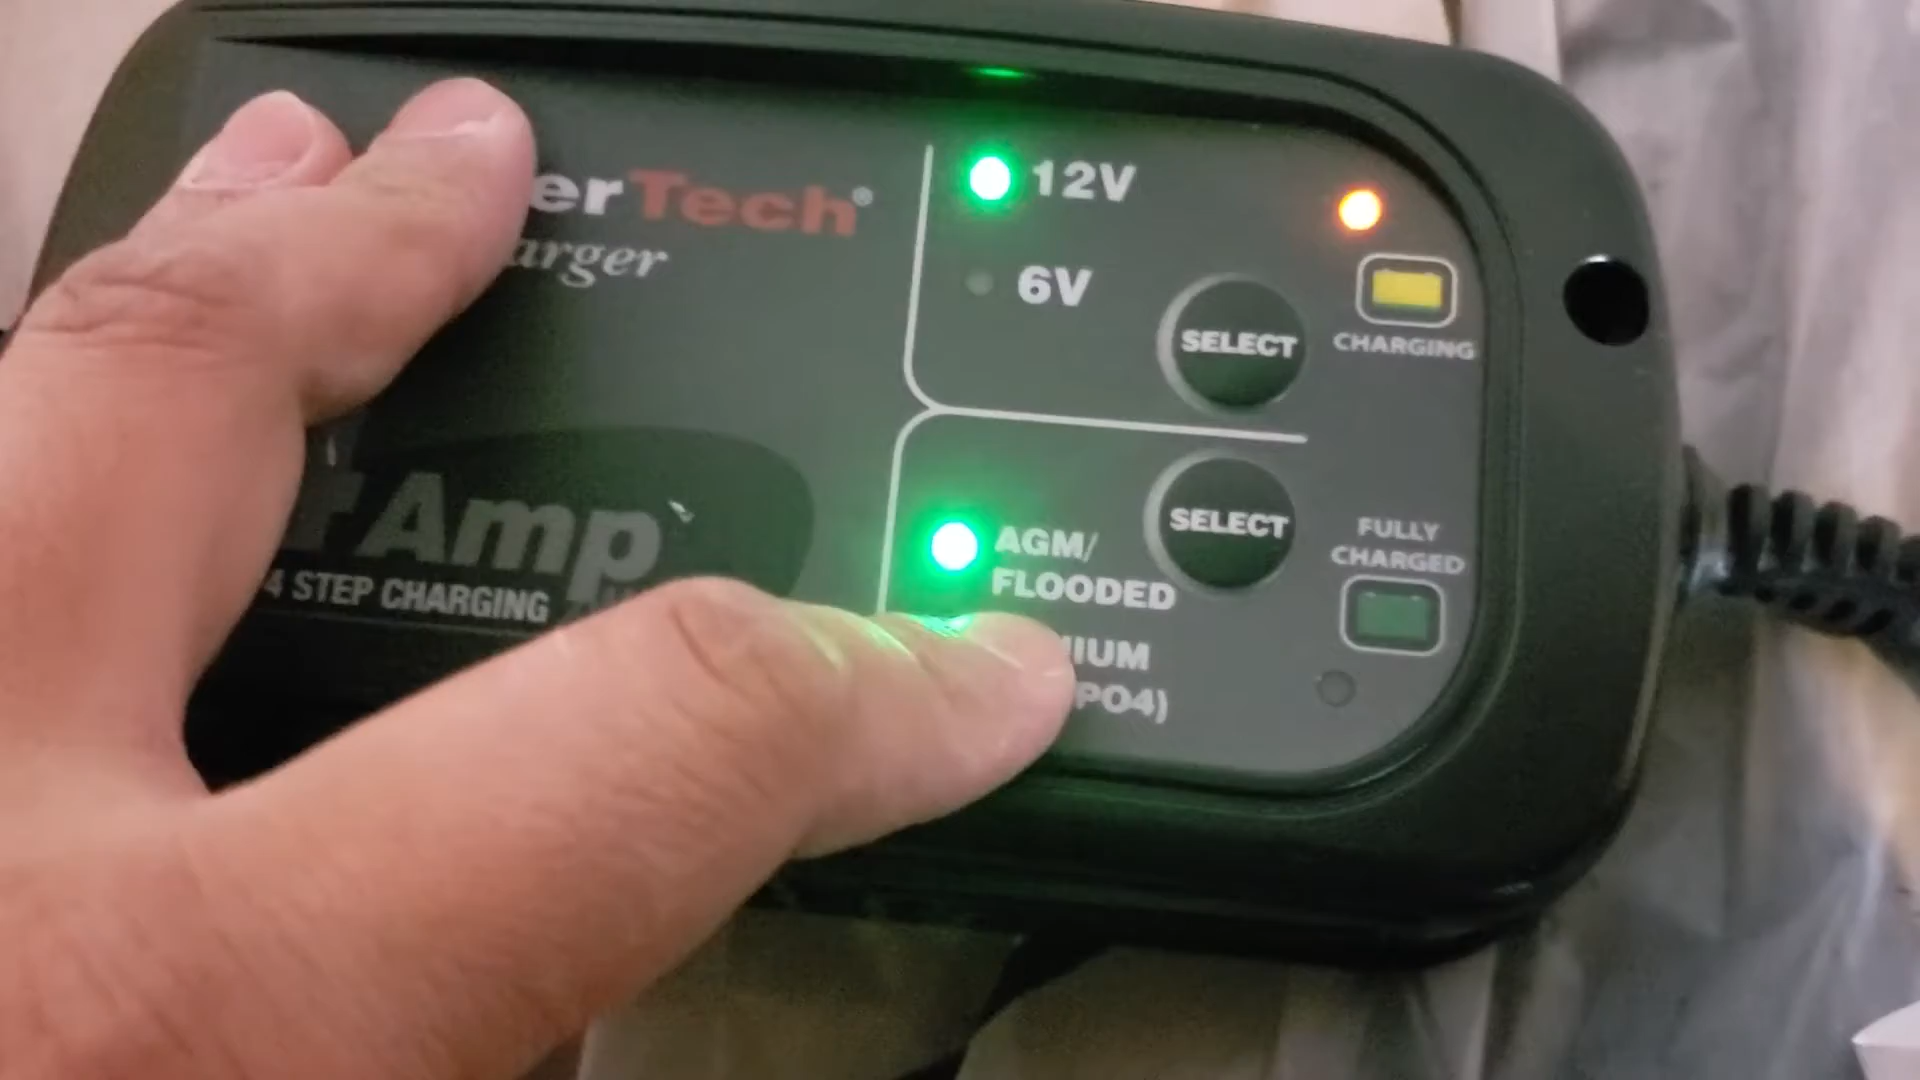 erTech®
arger
12V
6V
SELECT
CHARGING
Amp
4 STEP CHARGING
AGM/
FLOODED
SELECT
FULLY
CHARGED
IUM
PO4)